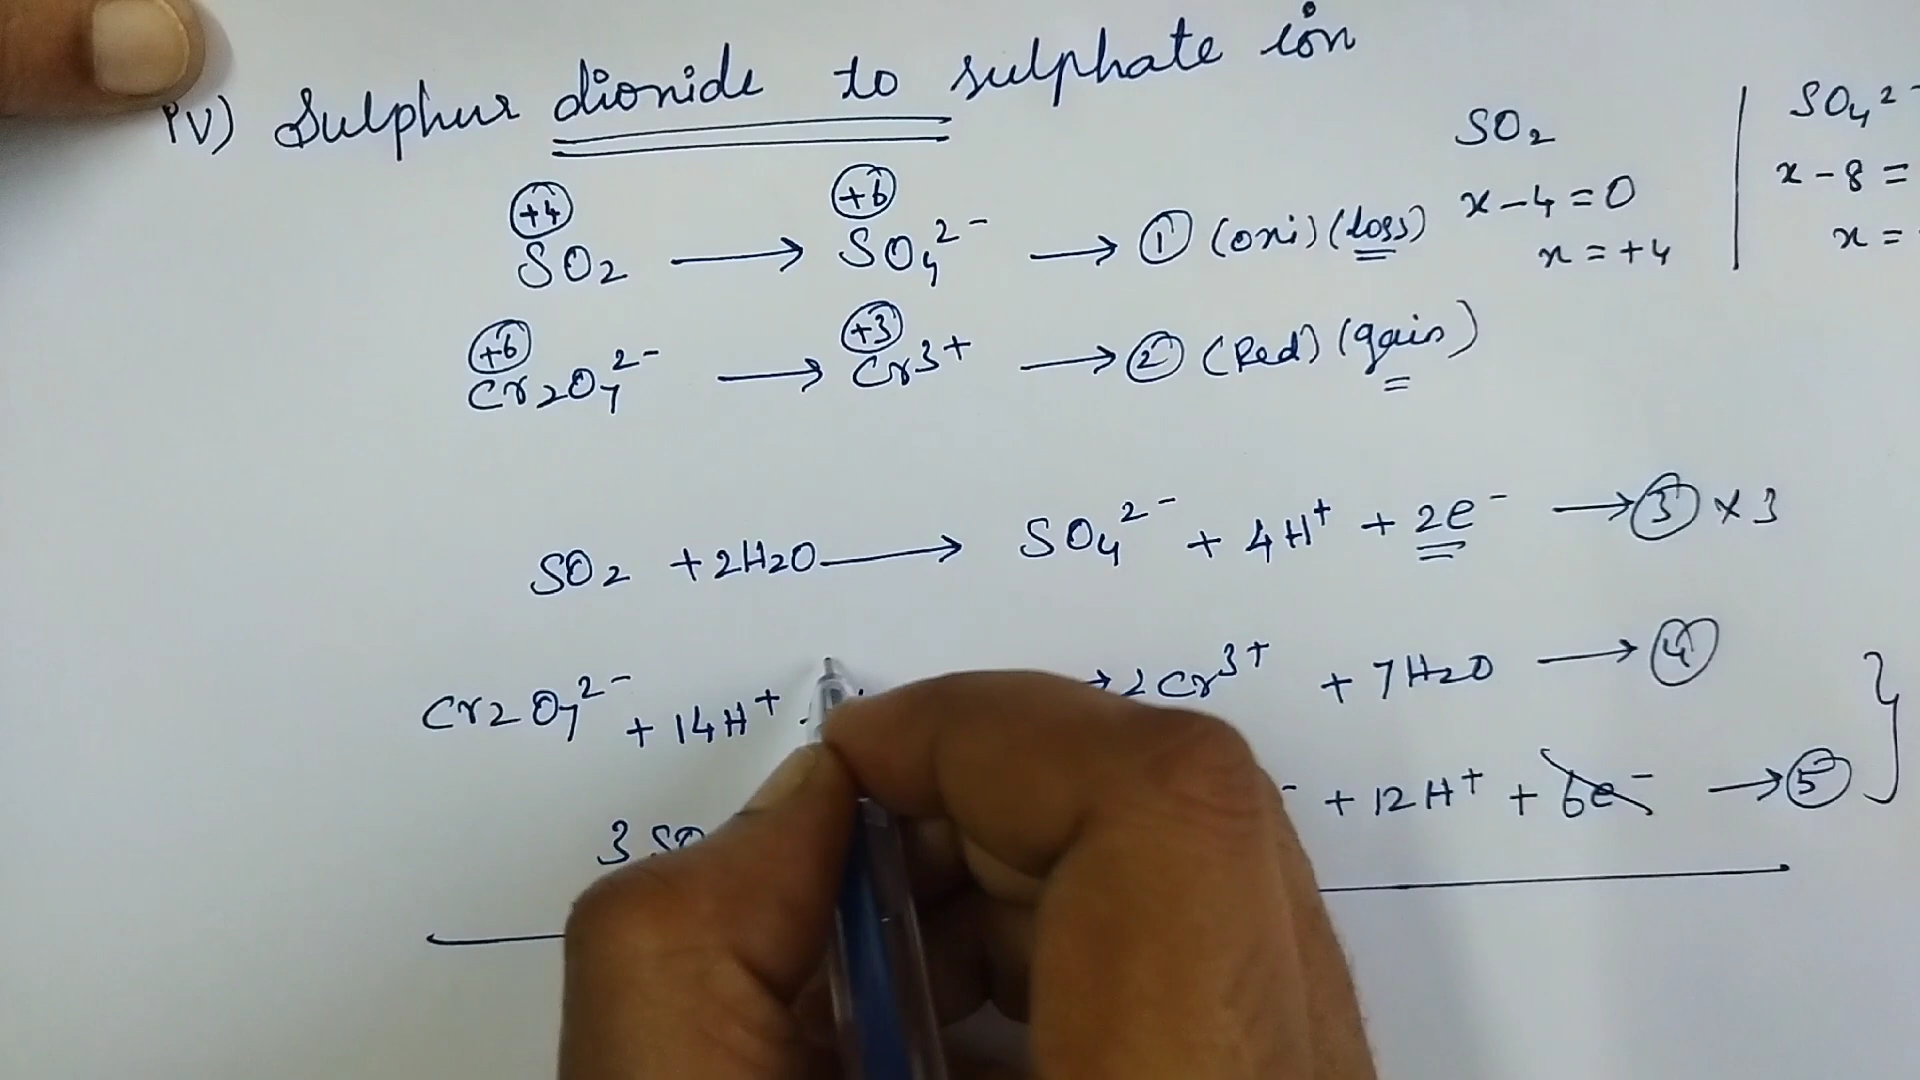 iv) Sulphur dioxide to sulphate ion
SO2 | SO4 2-
x - 4 = 0 | x - 8 =
x = +4 | x =
+4 +6
SO2 → SO4 2- → ① (oxi) (loss)
+6 +3
Cr2O7 2- → Cr3+ → ② (Red) (gain)
SO2 + 2H2O → SO4 2- + 4H+ + 2e- → ③ x 3
Cr2O7 2- + 14H+ → 2Cr3+ + 7H2O → ④
3SO - + 12H+ + 6e- → ⑤